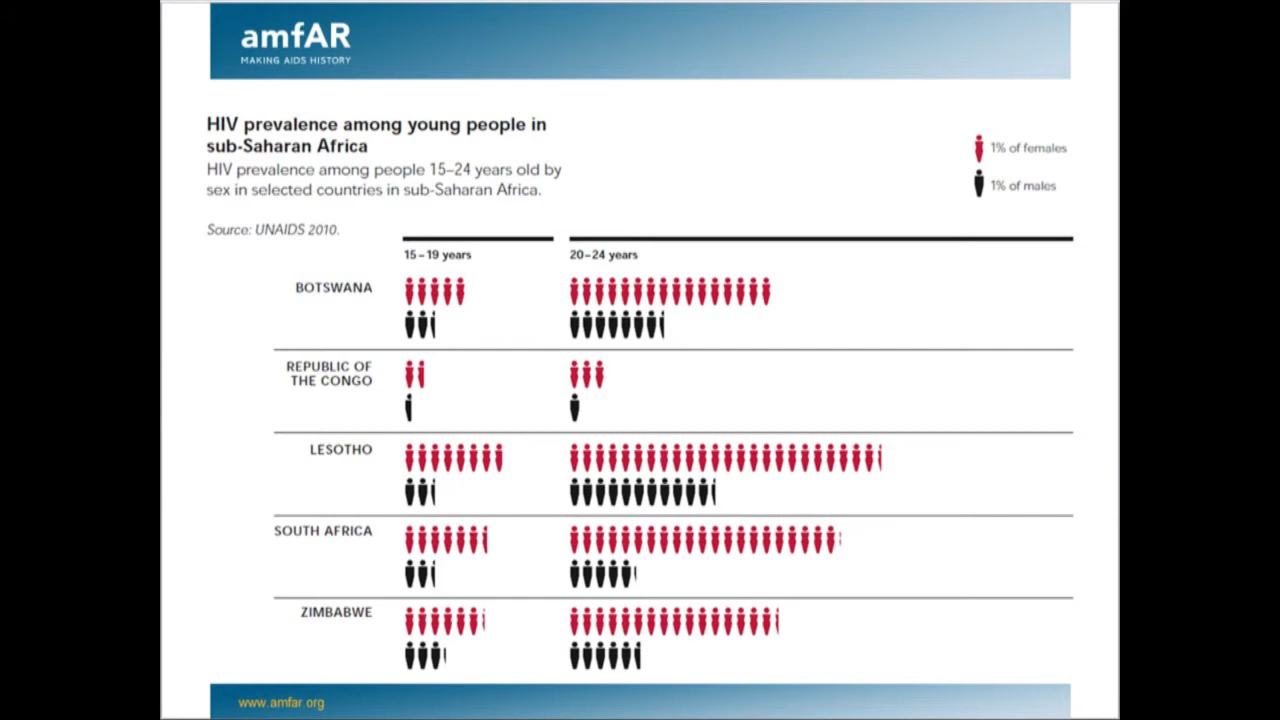 amfAR
MAKING AIDS HISTORY
HIV prevalence among young people in
sub-Saharan Africa
HIV prevalence among people 15–24 years old by
sex in selected countries in sub-Saharan Africa.
1% of females
1% of males
Source: UNAIDS 2010.
15–19 years
20–24 years
BOTSWANA
REPUBLIC OF
THE CONGO
LESOTHO
SOUTH AFRICA
ZIMBABWE
www.amfar.org